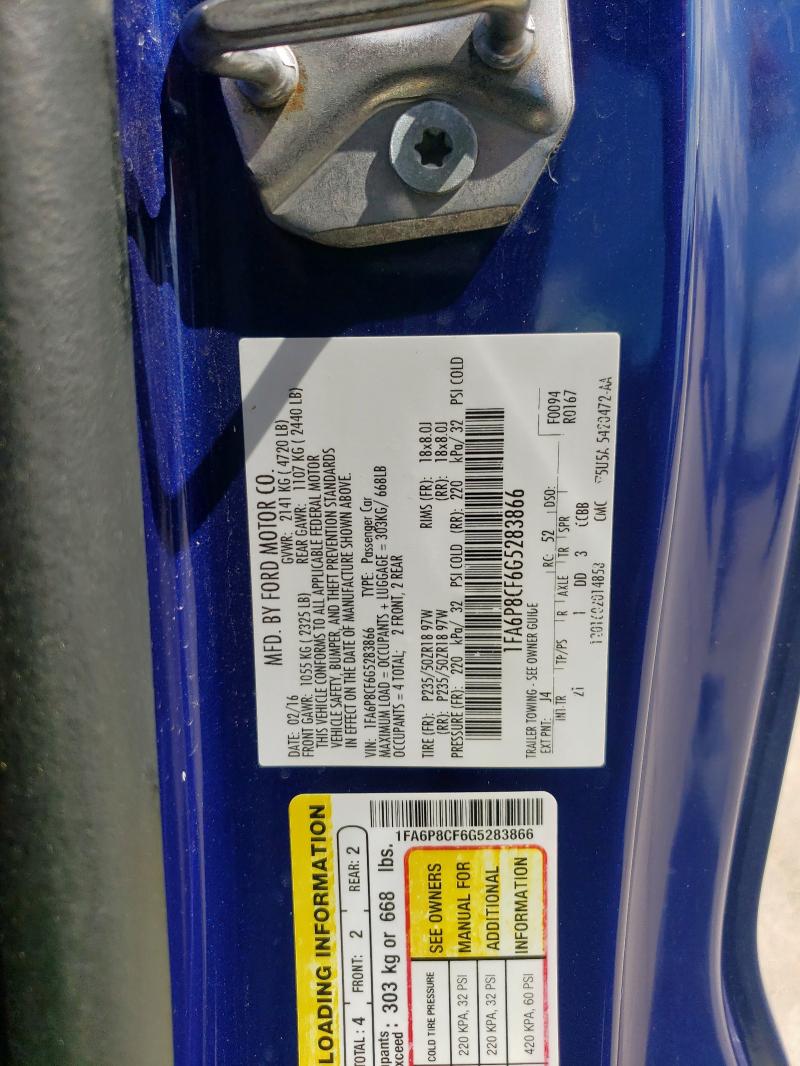 MFD. BY FORD MOTOR CO.
DATE: 02/16 GVWR: 2141 KG ( 4720 LB)
FRONT GAWR: 1055 KG ( 2325 LB) REAR GAWR: 1107 KG ( 2440 LB)
THIS VEHICLE CONFORMS TO ALL APPLICABLE FEDERAL MOTOR
VEHICLE SAFETY, BUMPER, AND THEFT PREVENTION STANDARDS
IN EFFECT ON THE DATE OF MANUFACTURE SHOWN ABOVE.
VIN: 1FA6P8CF6G5283866 TYPE: Passenger Car
MAXIMUM LOAD = OCCUPANTS + LUGGAGE = 303KG/ 668LB
OCCUPANTS = 4 TOTAL; 2 FRONT, 2 REAR
TIRE (FR): P235/50ZR18 97W RIMS (FR): 18x8.0J
(RR): P235/50ZR18 97W (RR): 18x8.0J
PRESSURE (FR): 220 kPa/ 32 PSI COLD (RR): 220 kPa/ 32 PSI COLD
1FA6P8CF6G5283866
TRAILER TOWING - SEE OWNER GUIDE
EXT PNT: J4 RC: 52 DSO: F0094
R0167
INT TR TP/PS R AXLE TR SPR
1 DD 3
CMC 5420472-AA
LOADING INFORMATION
TOTAL: 4 FRONT: 2 REAR: 2
pants
exceed: 303 kg or 668 lbs.
1FA6P8CF6G5283866
COLD TIRE PRESSURE
220 KPA, 32 PSI
220 KPA, 32 PSI
420 KPA, 60 PSI
SEE OWNERS
MANUAL FOR
ADDITIONAL
INFORMATION